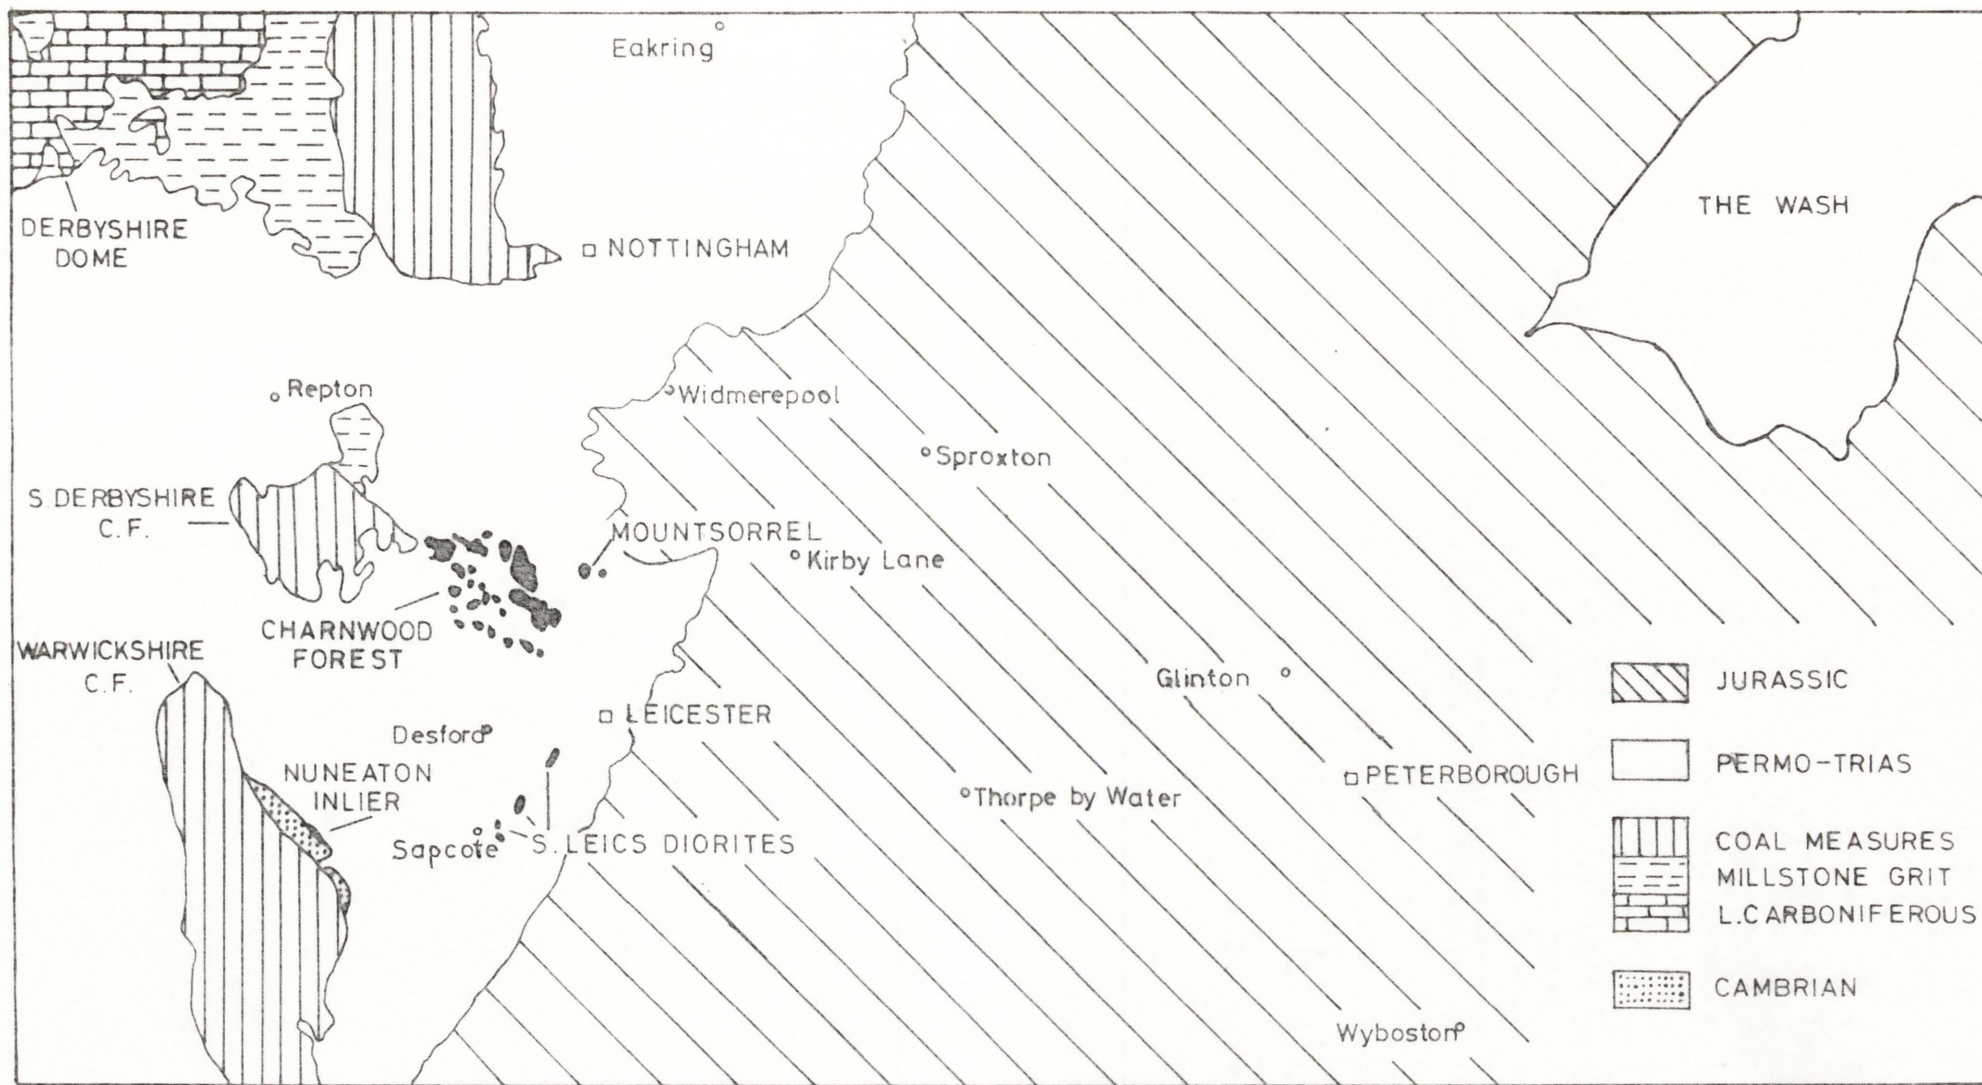 Eakring
THE WASH
DERBYSHIRE
DOME
NOTTINGHAM
Repton
Widmerepool
Sproxton
S. DERBYSHIRE
C.F.
MOUNTSORREL
Kirby Lane
CHARNWOOD
FOREST
WARWICKSHIRE
C.F.
Glinton
JURASSIC
LEICESTER
Desford
NUNEATON
INLIER
PERMO-TRIAS
PETERBOROUGH
Thorpe by Water
Sapcote
S. LEICS DIORITES
COAL MEASURES
MILLSTONE GRIT
L. CARBONIFEROUS
CAMBRIAN
Wyboston